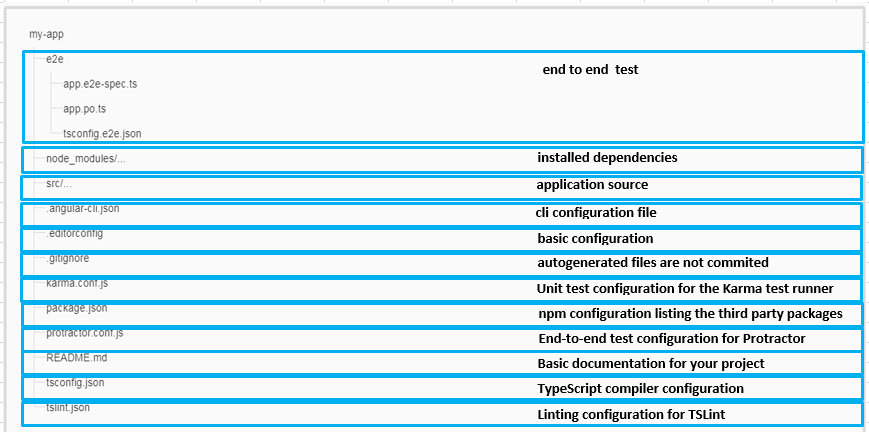 my-app
e2e
end to end test
app.e2e-spec.ts
app.po.ts
tsconfig.e2e.json
node_modules/... installed dependencies
src/... application source
.angular-cli.json cli configuration file
.editorconfig basic configuration
.gitignore autogenerated files are not commited
karma.conf.js Unit test configuration for the Karma test runner
package.json npm configuration listing the third party packages
protractor.conf.js End-to-end test configuration for Protractor
README.md Basic documentation for your project
tsconfig.json TypeScript compiler configuration
tslint.json Linting configuration for TSLint